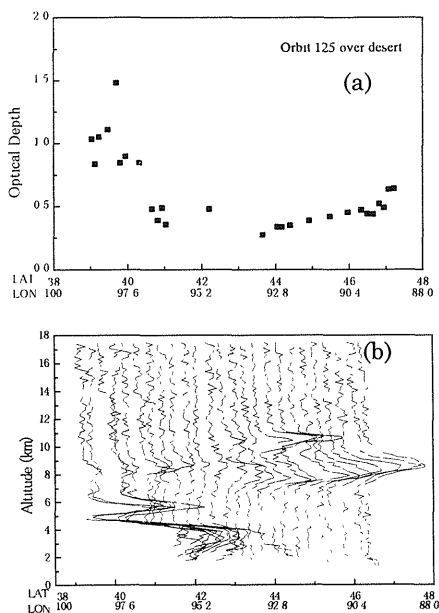 2 0
Orbit 125 over desert
(a)
1 5
Optical Depth
1 0
0 5
0 0
LAI 38 40 42 44 46 48
LON 100 97 6 95 2 92 8 90 4 88 0
18
(b)
16
14
12
10
Altitude (km)
8
6
4
2
0
LAT 38 40 42 44 46 48
LON 100 97 6 95 2 92 8 90 4 88 0